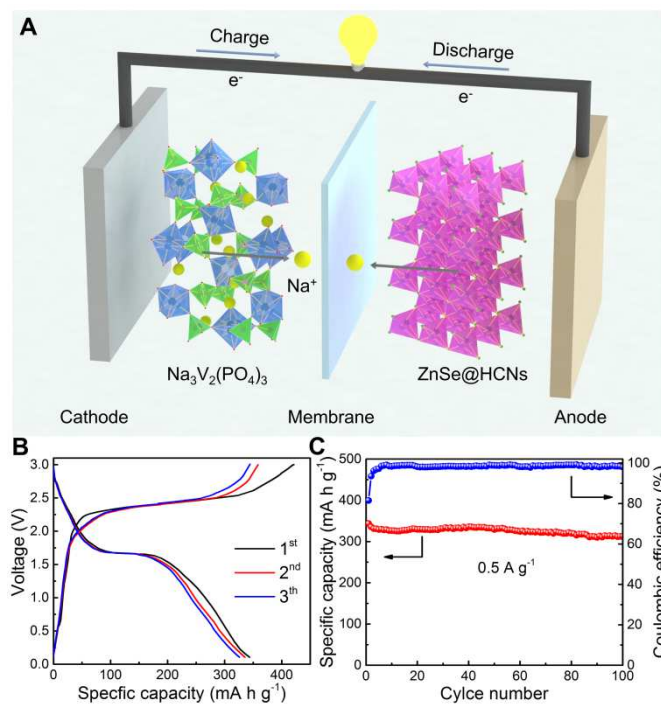 A
Charge
Discharge
e⁻
e⁻
Na⁺
Na₃V₂(PO₄)₃
ZnSe@HCNs
Cathode
Membrane
Anode
B
3.0
2.5
2.0
1.5
1.0
0.5
0.0
Voltage (V)
1ˢᵗ
2ⁿᵈ
3ᵗʰ
0 100 200 300 400
Specfic capacity (mA h g⁻¹)
C
500
400
300
200
100
0
Specific capacity (mA h g⁻¹)
0.5 A g⁻¹
100
80
60
40
20
0
Coulombic efficiency (%)
0 20 40 60 80 100
Cylce number